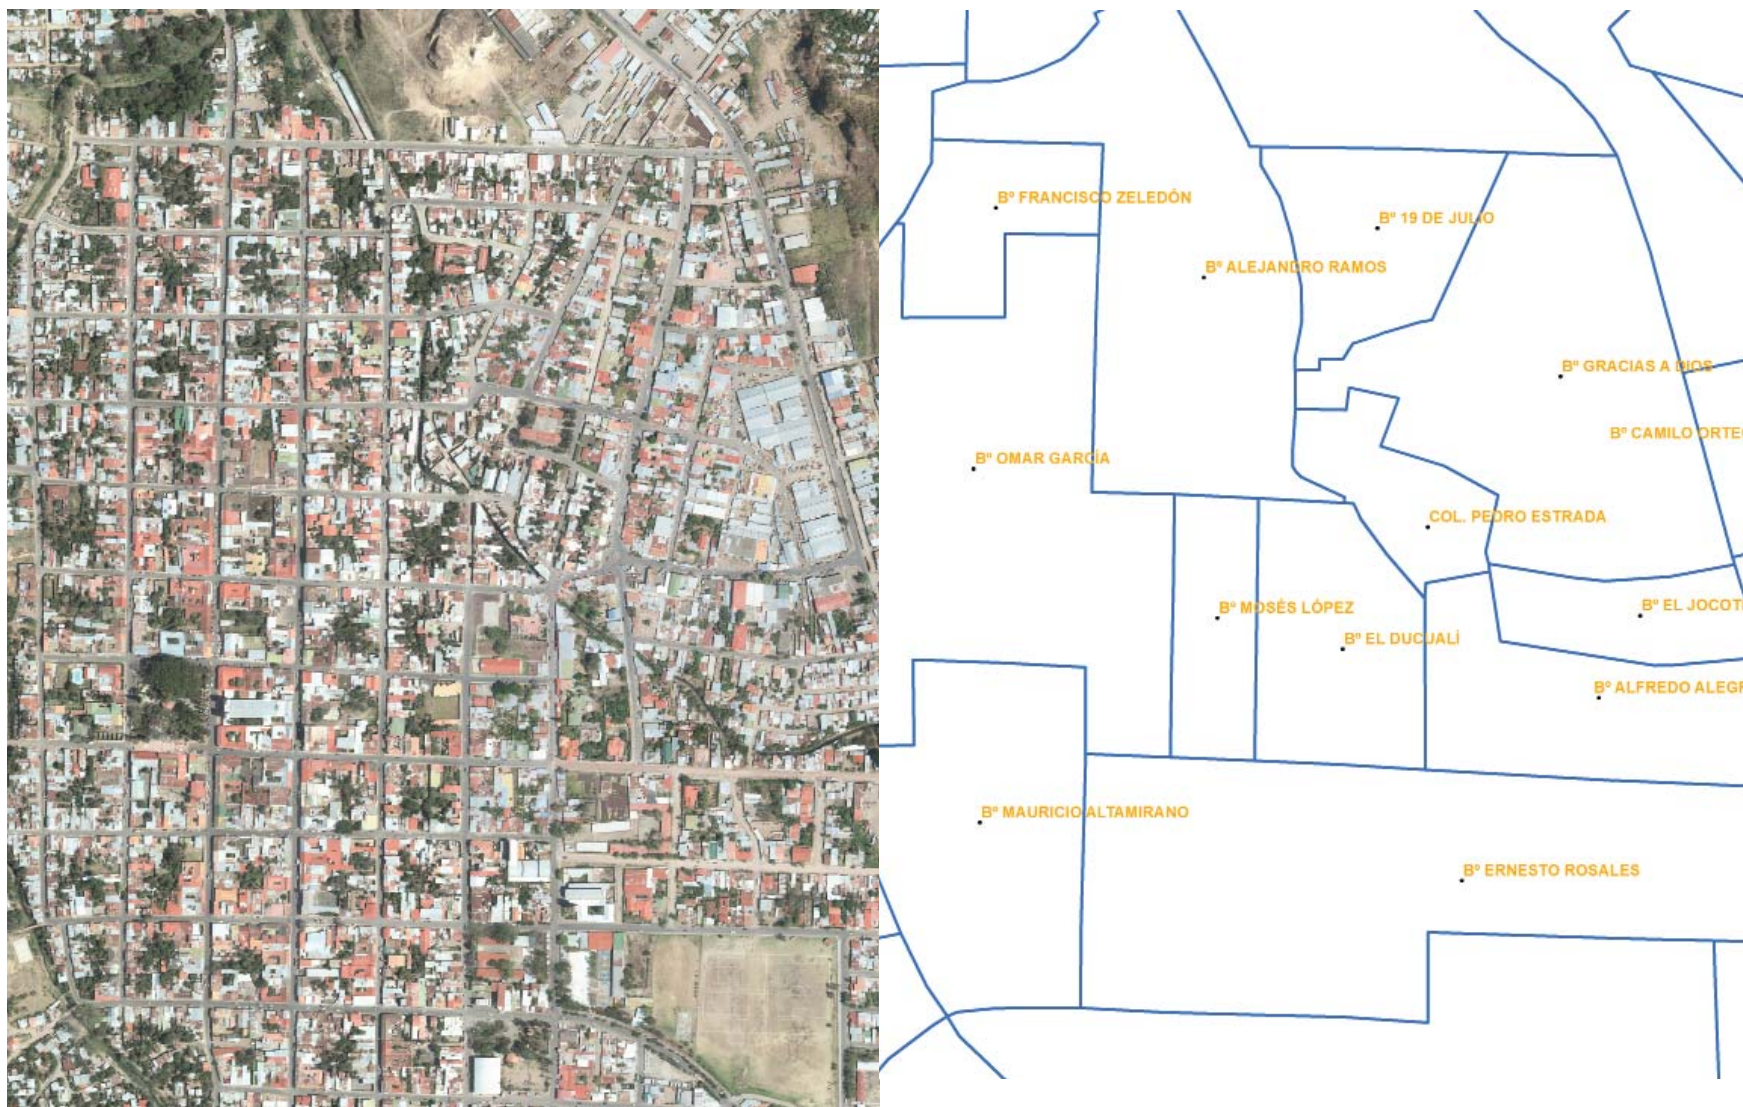 Bº FRANCISCO ZELEDÓN
Bº 19 DE JULIO
Bº ALEJANDRO RAMOS
Bº GRACIAS A DIOS
Bº CAMILO ORTE
Bº OMAR GARCÍA
COL. PEDRO ESTRADA
Bº MOSÉS LÓPEZ
Bº EL JOCOT
Bº EL DUCUALÍ
Bº ALFREDO ALEG
Bº MAURICIO ALTAMIRANO
Bº ERNESTO ROSALES